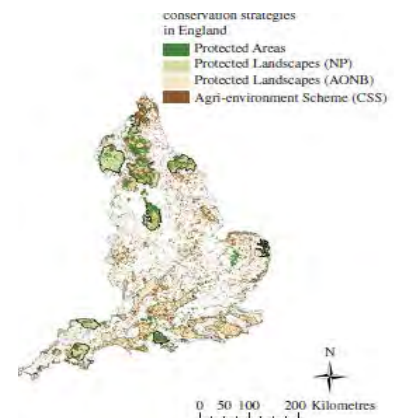 conservation strategies
in England
Protected Areas
Protected Landscapes (NP)
Protected Landscapes (AONB)
Agri-environment Scheme (CSS)
N
0 50 100 200 Kilometres